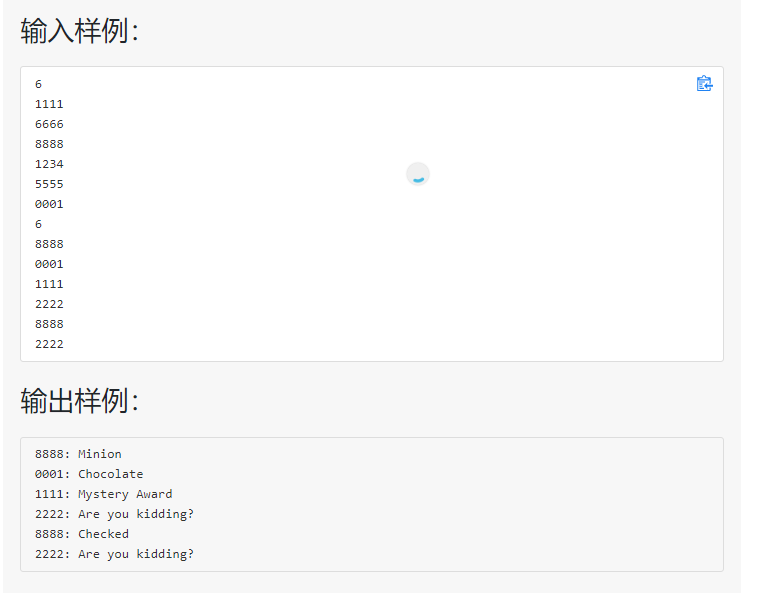 输入样例：
6
1111
6666
8888
1234
5555
0001
6
8888
0001
1111
2222
8888
2222
输出样例：
8888: Minion
0001: Chocolate
1111: Mystery Award
2222: Are you kidding?
8888: Checked
2222: Are you kidding?